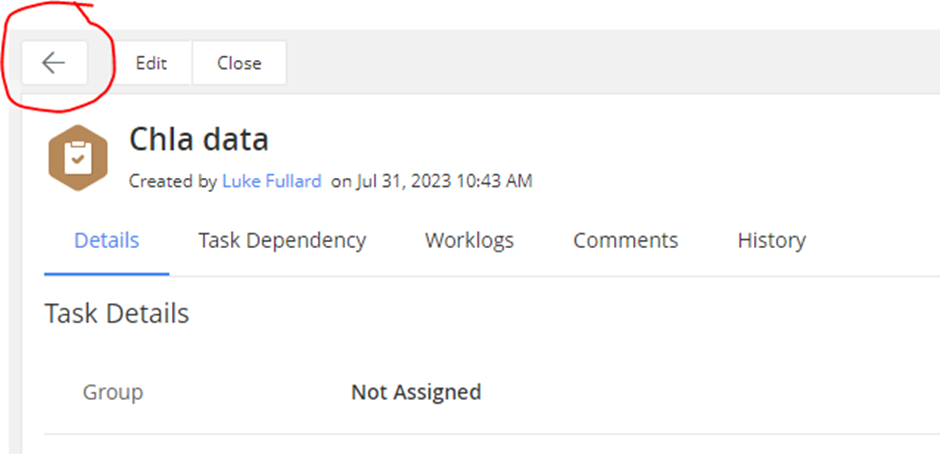 Edit Close
Chla data
Created by Luke Fullard on Jul 31, 2023 10:43 AM
Details Task Dependency Worklogs Comments History
Task Details
Group Not Assigned